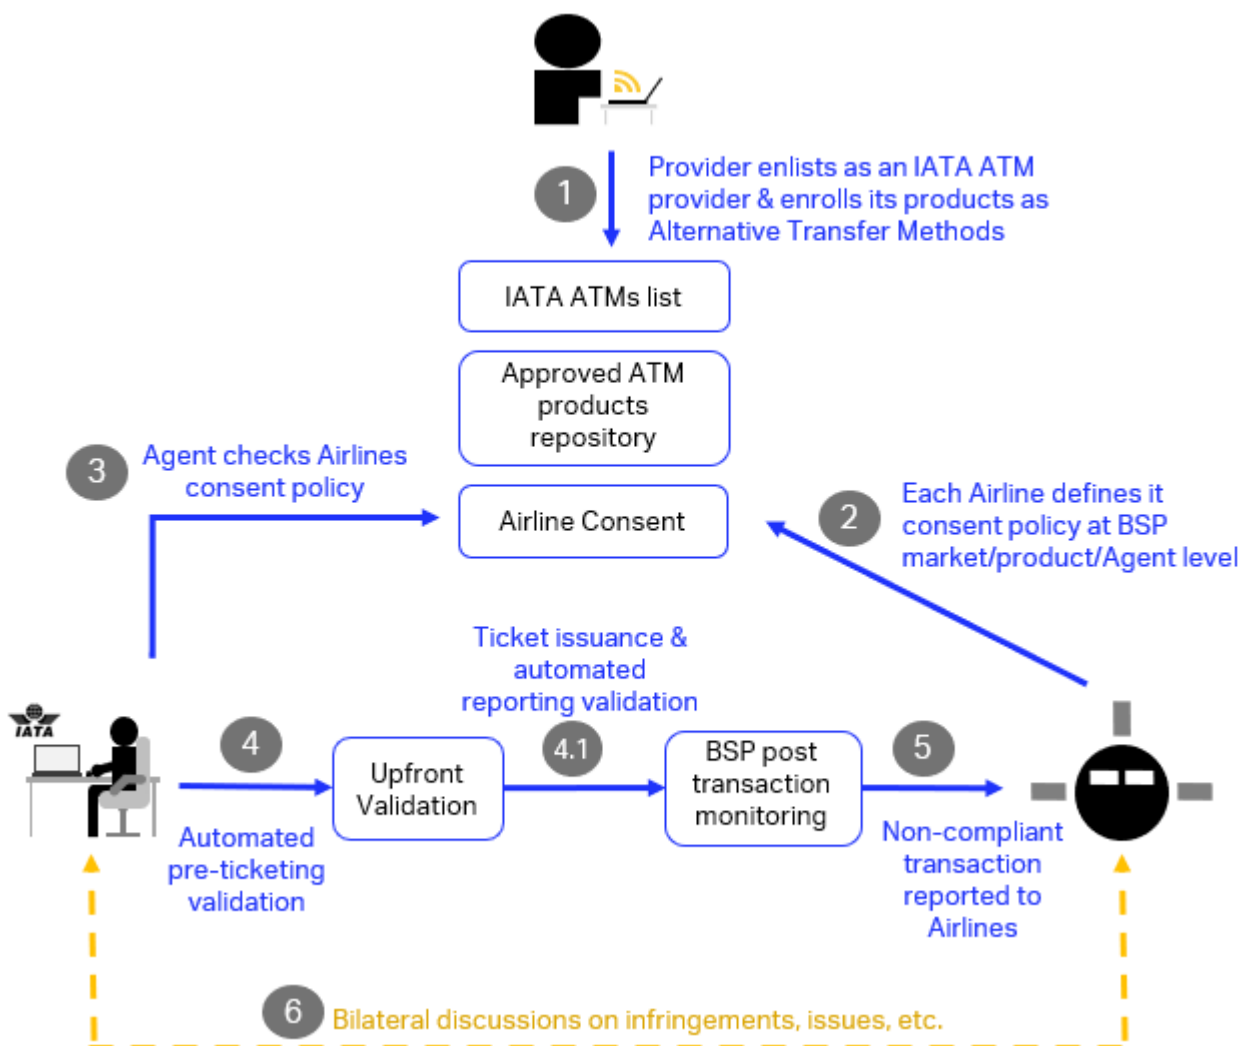 1
Provider enlists as an IATA ATM
provider & enrolls its products as
Alternative Transfer Methods
IATA ATMs list
Approved ATM
products
repository
3
Agent checks Airlines
consent policy
Airline Consent
2
Each Airline defines it
consent policy at BSP
market/product/Agent level
Ticket issuance &
automated
reporting validation
IATA
4
Upfront
Validation
4.1
BSP post
transaction
monitoring
5
Automated
pre-ticketing
validation
Non-compliant
transaction
reported to
Airlines
6
Bilateral discussions on infringements, issues, etc.